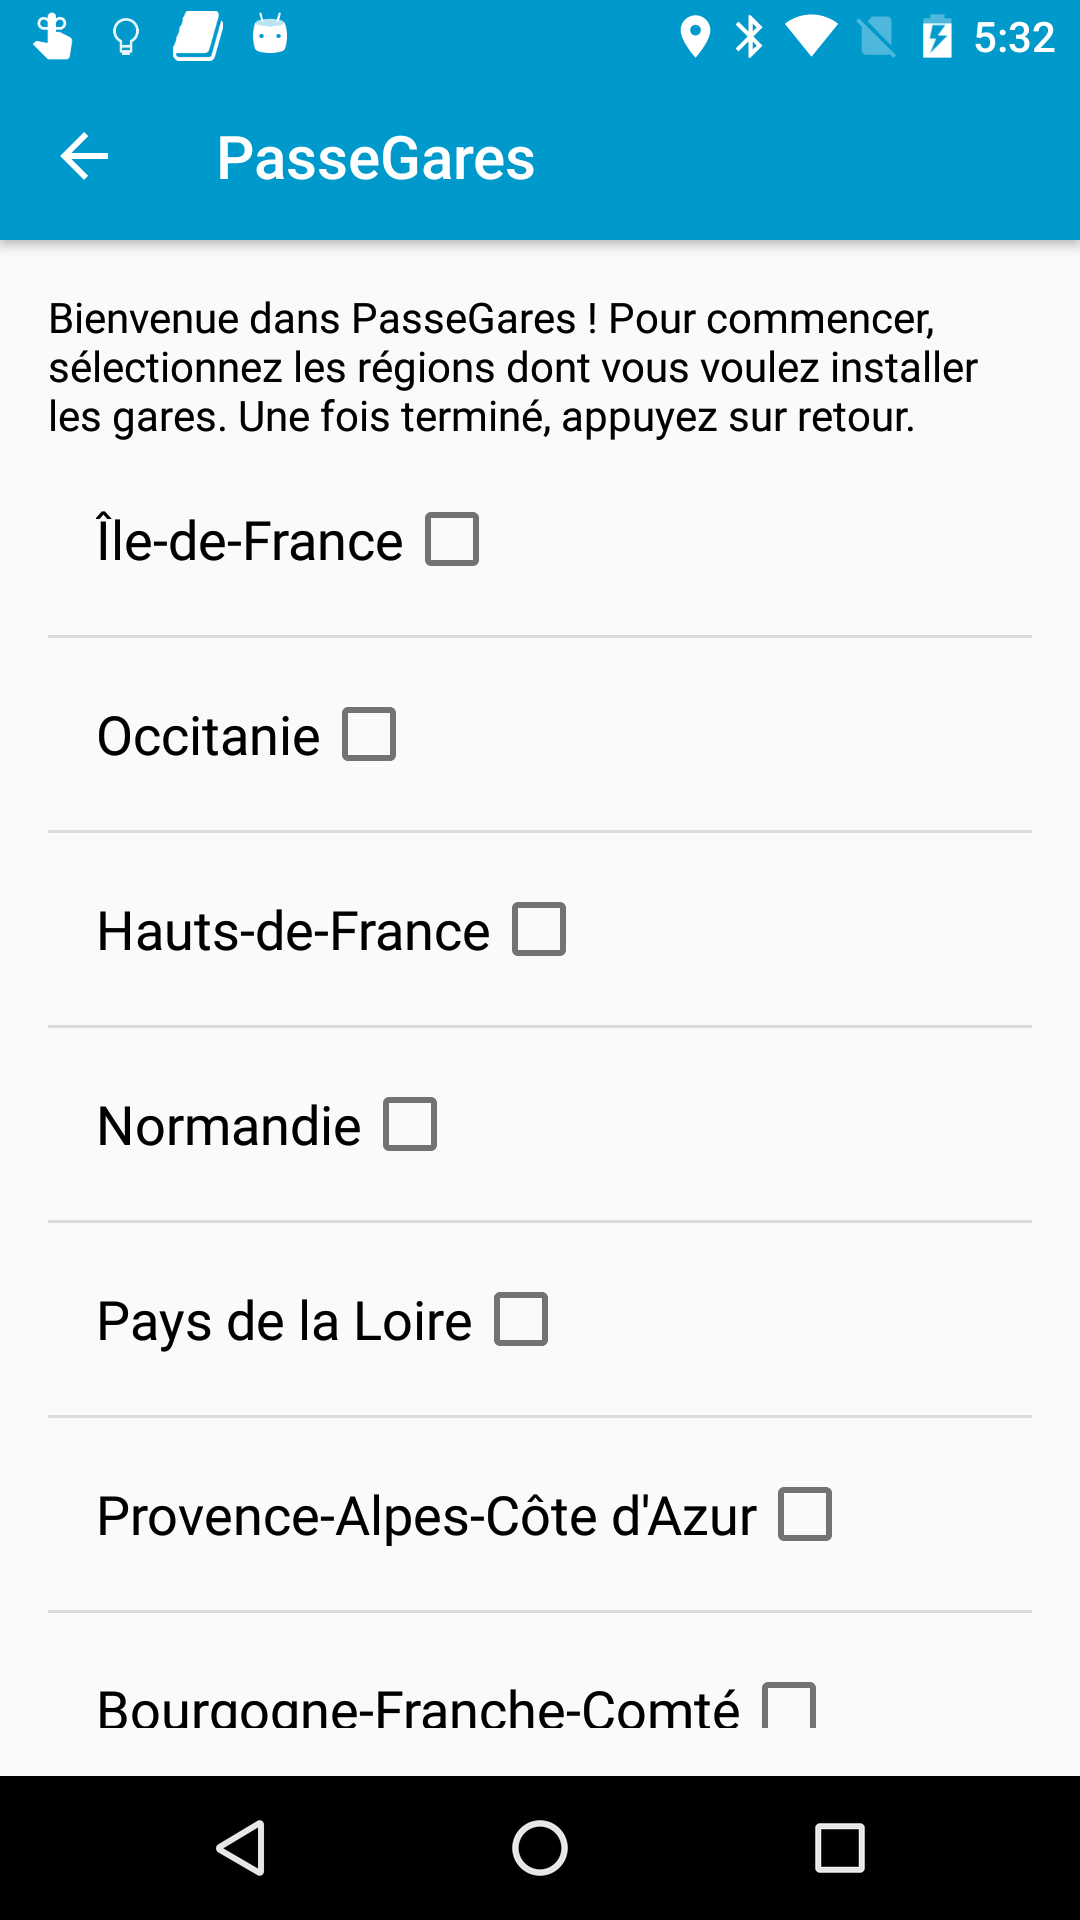 5:32
PasseGares
Bienvenue dans PasseGares ! Pour commencer,
sélectionnez les régions dont vous voulez installer
les gares. Une fois terminé, appuyez sur retour.
Île-de-France
Occitanie
Hauts-de-France
Normandie
Pays de la Loire
Provence-Alpes-Côte d'Azur
Bourgogne-Franche-Comté